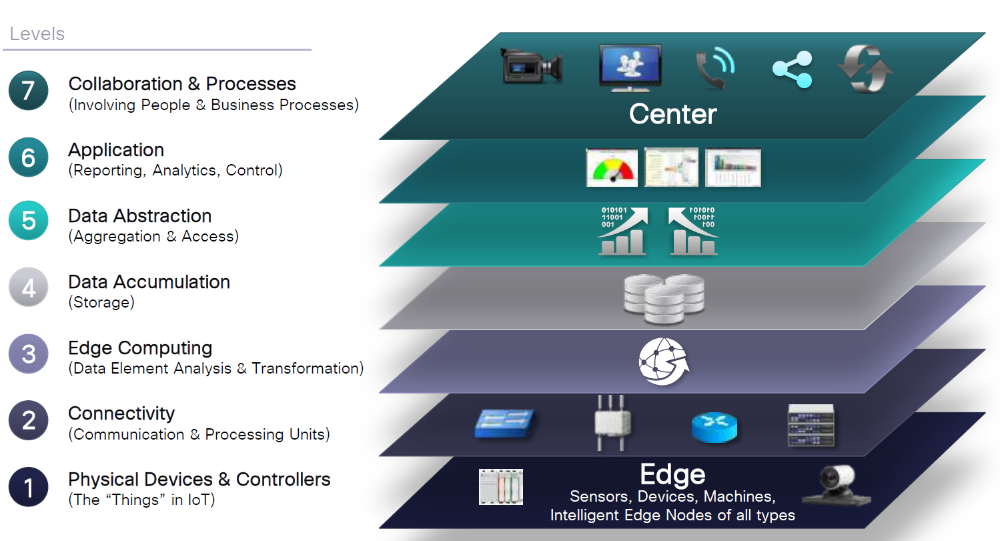 Levels
7
Collaboration & Processes
(Involving People & Business Processes)
6
Application
(Reporting, Analytics, Control)
5
Data Abstraction
(Aggregation & Access)
4
Data Accumulation
(Storage)
3
Edge Computing
(Data Element Analysis & Transformation)
2
Connectivity
(Communication & Processing Units)
1
Physical Devices & Controllers
(The “Things” in IoT)
Center
010101
11001
001
010101
11001
001
Edge
Sensors, Devices, Machines,
Intelligent Edge Nodes of all types